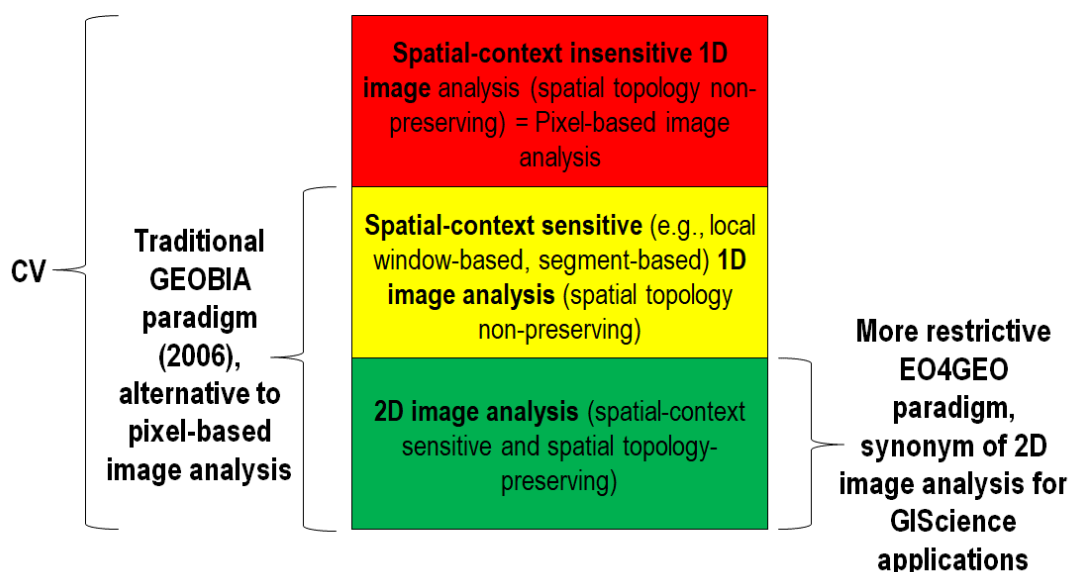 CV
Traditional
GEOBIA
paradigm
(2006),
alternative to
pixel-based
image analysis
Spatial-context insensitive 1D
image analysis (spatial topology non-
preserving) = Pixel-based image
analysis
Spatial-context sensitive (e.g., local
window-based, segment-based) 1D
image analysis (spatial topology
non-preserving)
2D image analysis (spatial-context
sensitive and spatial topology-
preserving)
More restrictive
EO4GEO
paradigm,
synonym of 2D
image analysis for
GIScience
applications